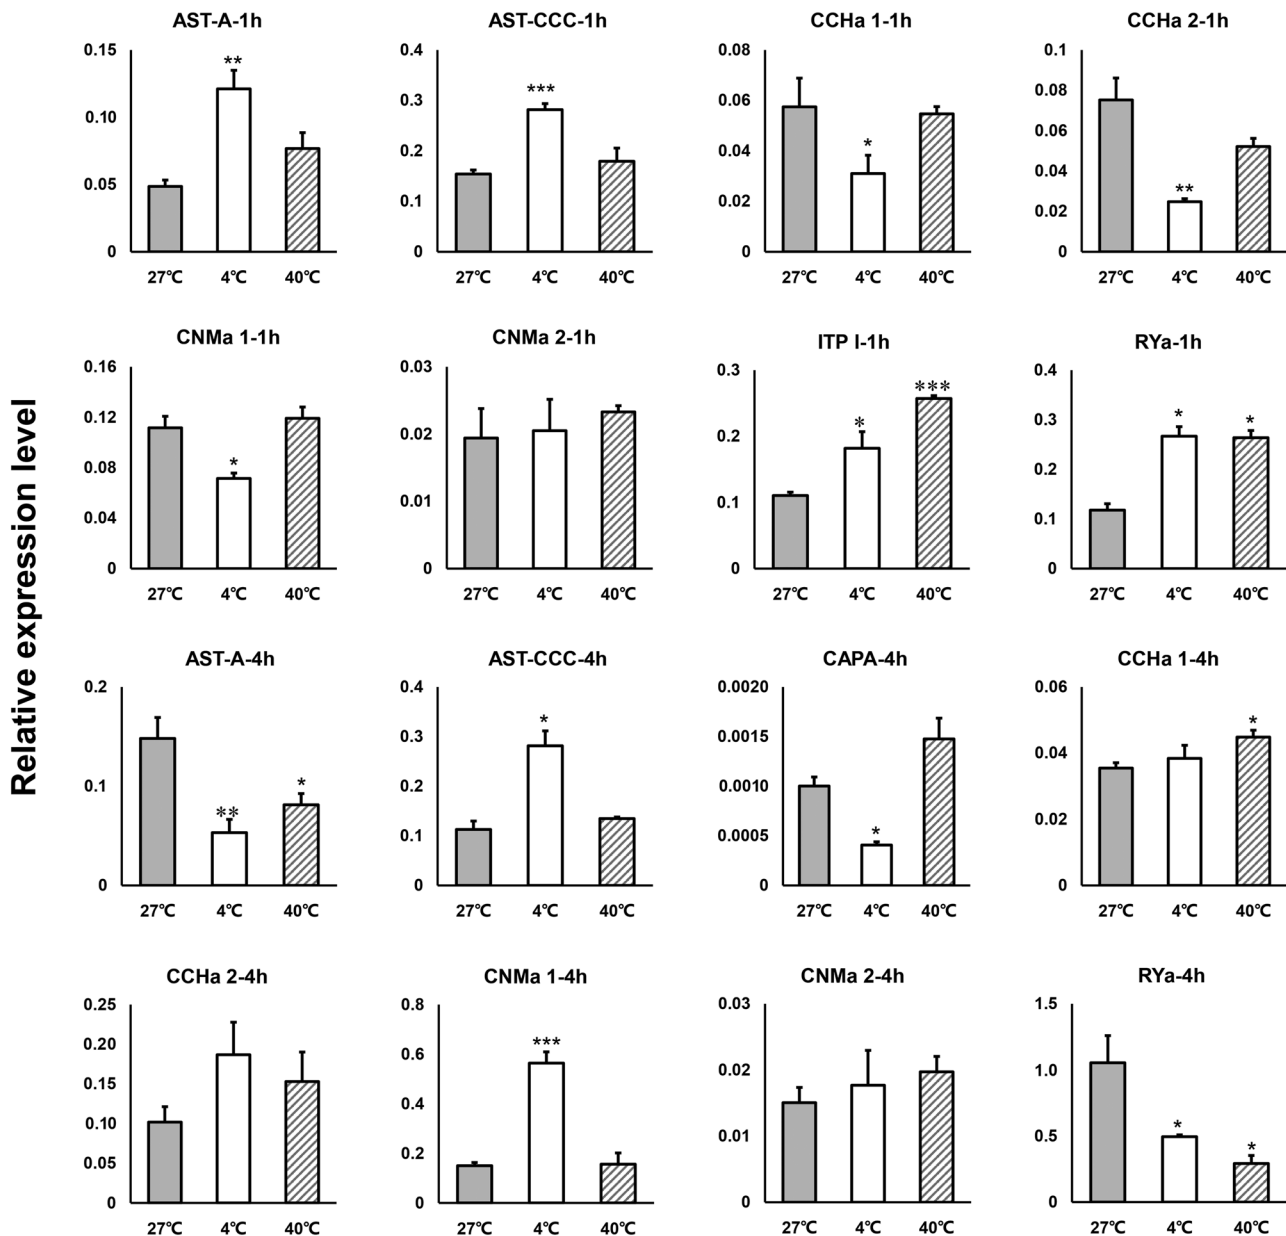 Relative expression level
AST-A-1h
0.15
0.10
0.05
0
**
27℃ 4℃ 40℃
AST-CCC-1h
0.4
0.3
0.2
0.1
0
***
27℃ 4℃ 40℃
CCHa 1-1h
0.08
0.06
0.04
0.02
0
*
27℃ 4℃ 40℃
CCHa 2-1h
0.1
0.08
0.06
0.04
0.02
0
**
27℃ 4℃ 40℃
CNMa 1-1h
0.16
0.12
0.08
0.04
0
*
27℃ 4℃ 40℃
CNMa 2-1h
0.03
0.02
0.01
0
27℃ 4℃ 40℃
ITP I-1h
0.3
0.2
0.1
0
* ***
27℃ 4℃ 40℃
RYa-1h
0.4
0.3
0.2
0.1
0
* *
27℃ 4℃ 40℃
AST-A-4h
0.2
0.1
0
** *
27℃ 4℃ 40℃
AST-CCC-4h
0.4
0.3
0.2
0.1
0
*
27℃ 4℃ 40℃
CAPA-4h
0.0020
0.0015
0.0010
0.0005
0
*
27℃ 4℃ 40℃
CCHa 1-4h
0.06
0.04
0.02
0
*
27℃ 4℃ 40℃
CCHa 2-4h
0.25
0.20
0.15
0.10
0.05
0
27℃ 4℃ 40℃
CNMa 1-4h
0.8
0.6
0.4
0.2
0
***
27℃ 4℃ 40℃
CNMa 2-4h
0.03
0.02
0.01
0
27℃ 4℃ 40℃
RYa-4h
1.5
1.0
0.5
0
* *
27℃ 4℃ 40℃